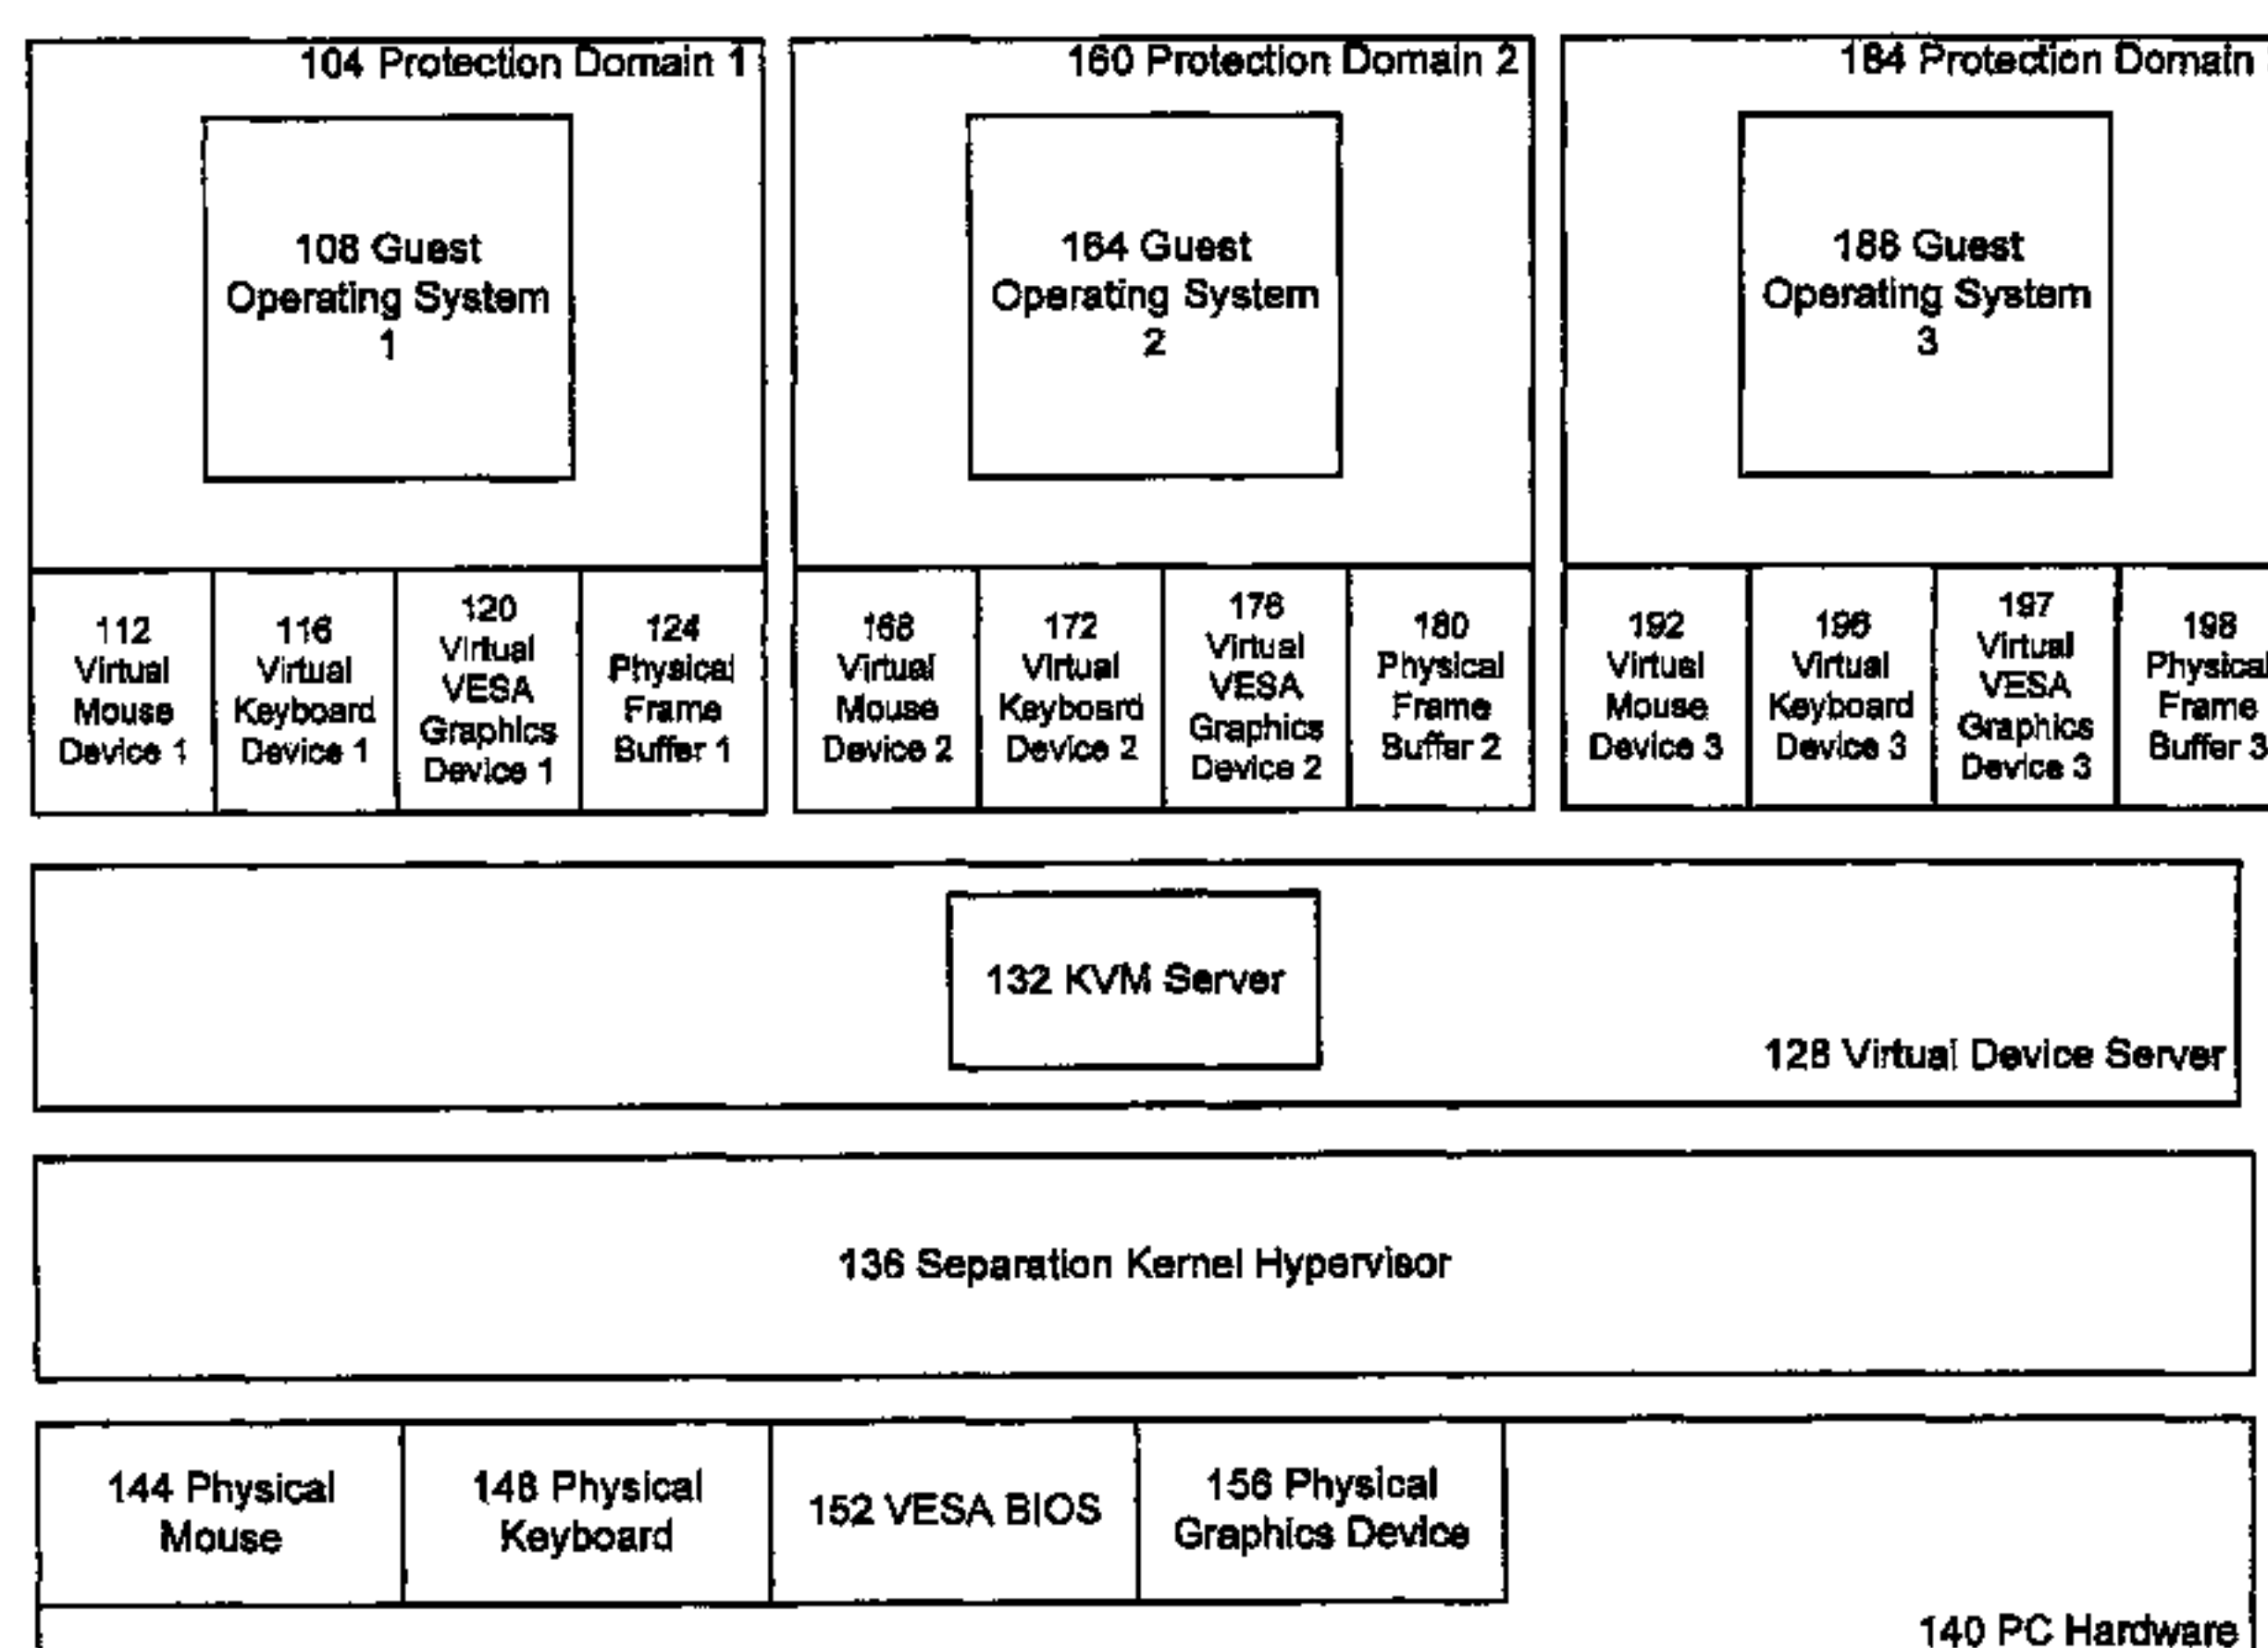 104 Protection Domain 1
108 Guest
Operating System
1
112
Virtual
Mouse
Device 1
116
Virtual
Keyboard
Device 1
120
Virtual
VESA
Graphics
Device 1
124
Physical
Frame
Buffer 1
160 Protection Domain 2
164 Guest
Operating System
2
168
Virtual
Mouse
Device 2
172
Virtual
Keyboard
Device 2
176
Virtual
VESA
Graphics
Device 2
180
Physical
Frame
Buffer 2
184 Protection Domain
188 Guest
Operating System
3
192
Virtual
Mouse
Device 3
196
Virtual
Keyboard
Device 3
197
Virtual
VESA
Graphics
Device 3
198
Physical
Frame
Buffer 3
132 KVM Server
128 Virtual Device Server
136 Separation Kernel Hypervisor
144 Physical
Mouse
148 Physical
Keyboard
152 VESA BIOS
156 Physical
Graphics Device
140 PC Hardware